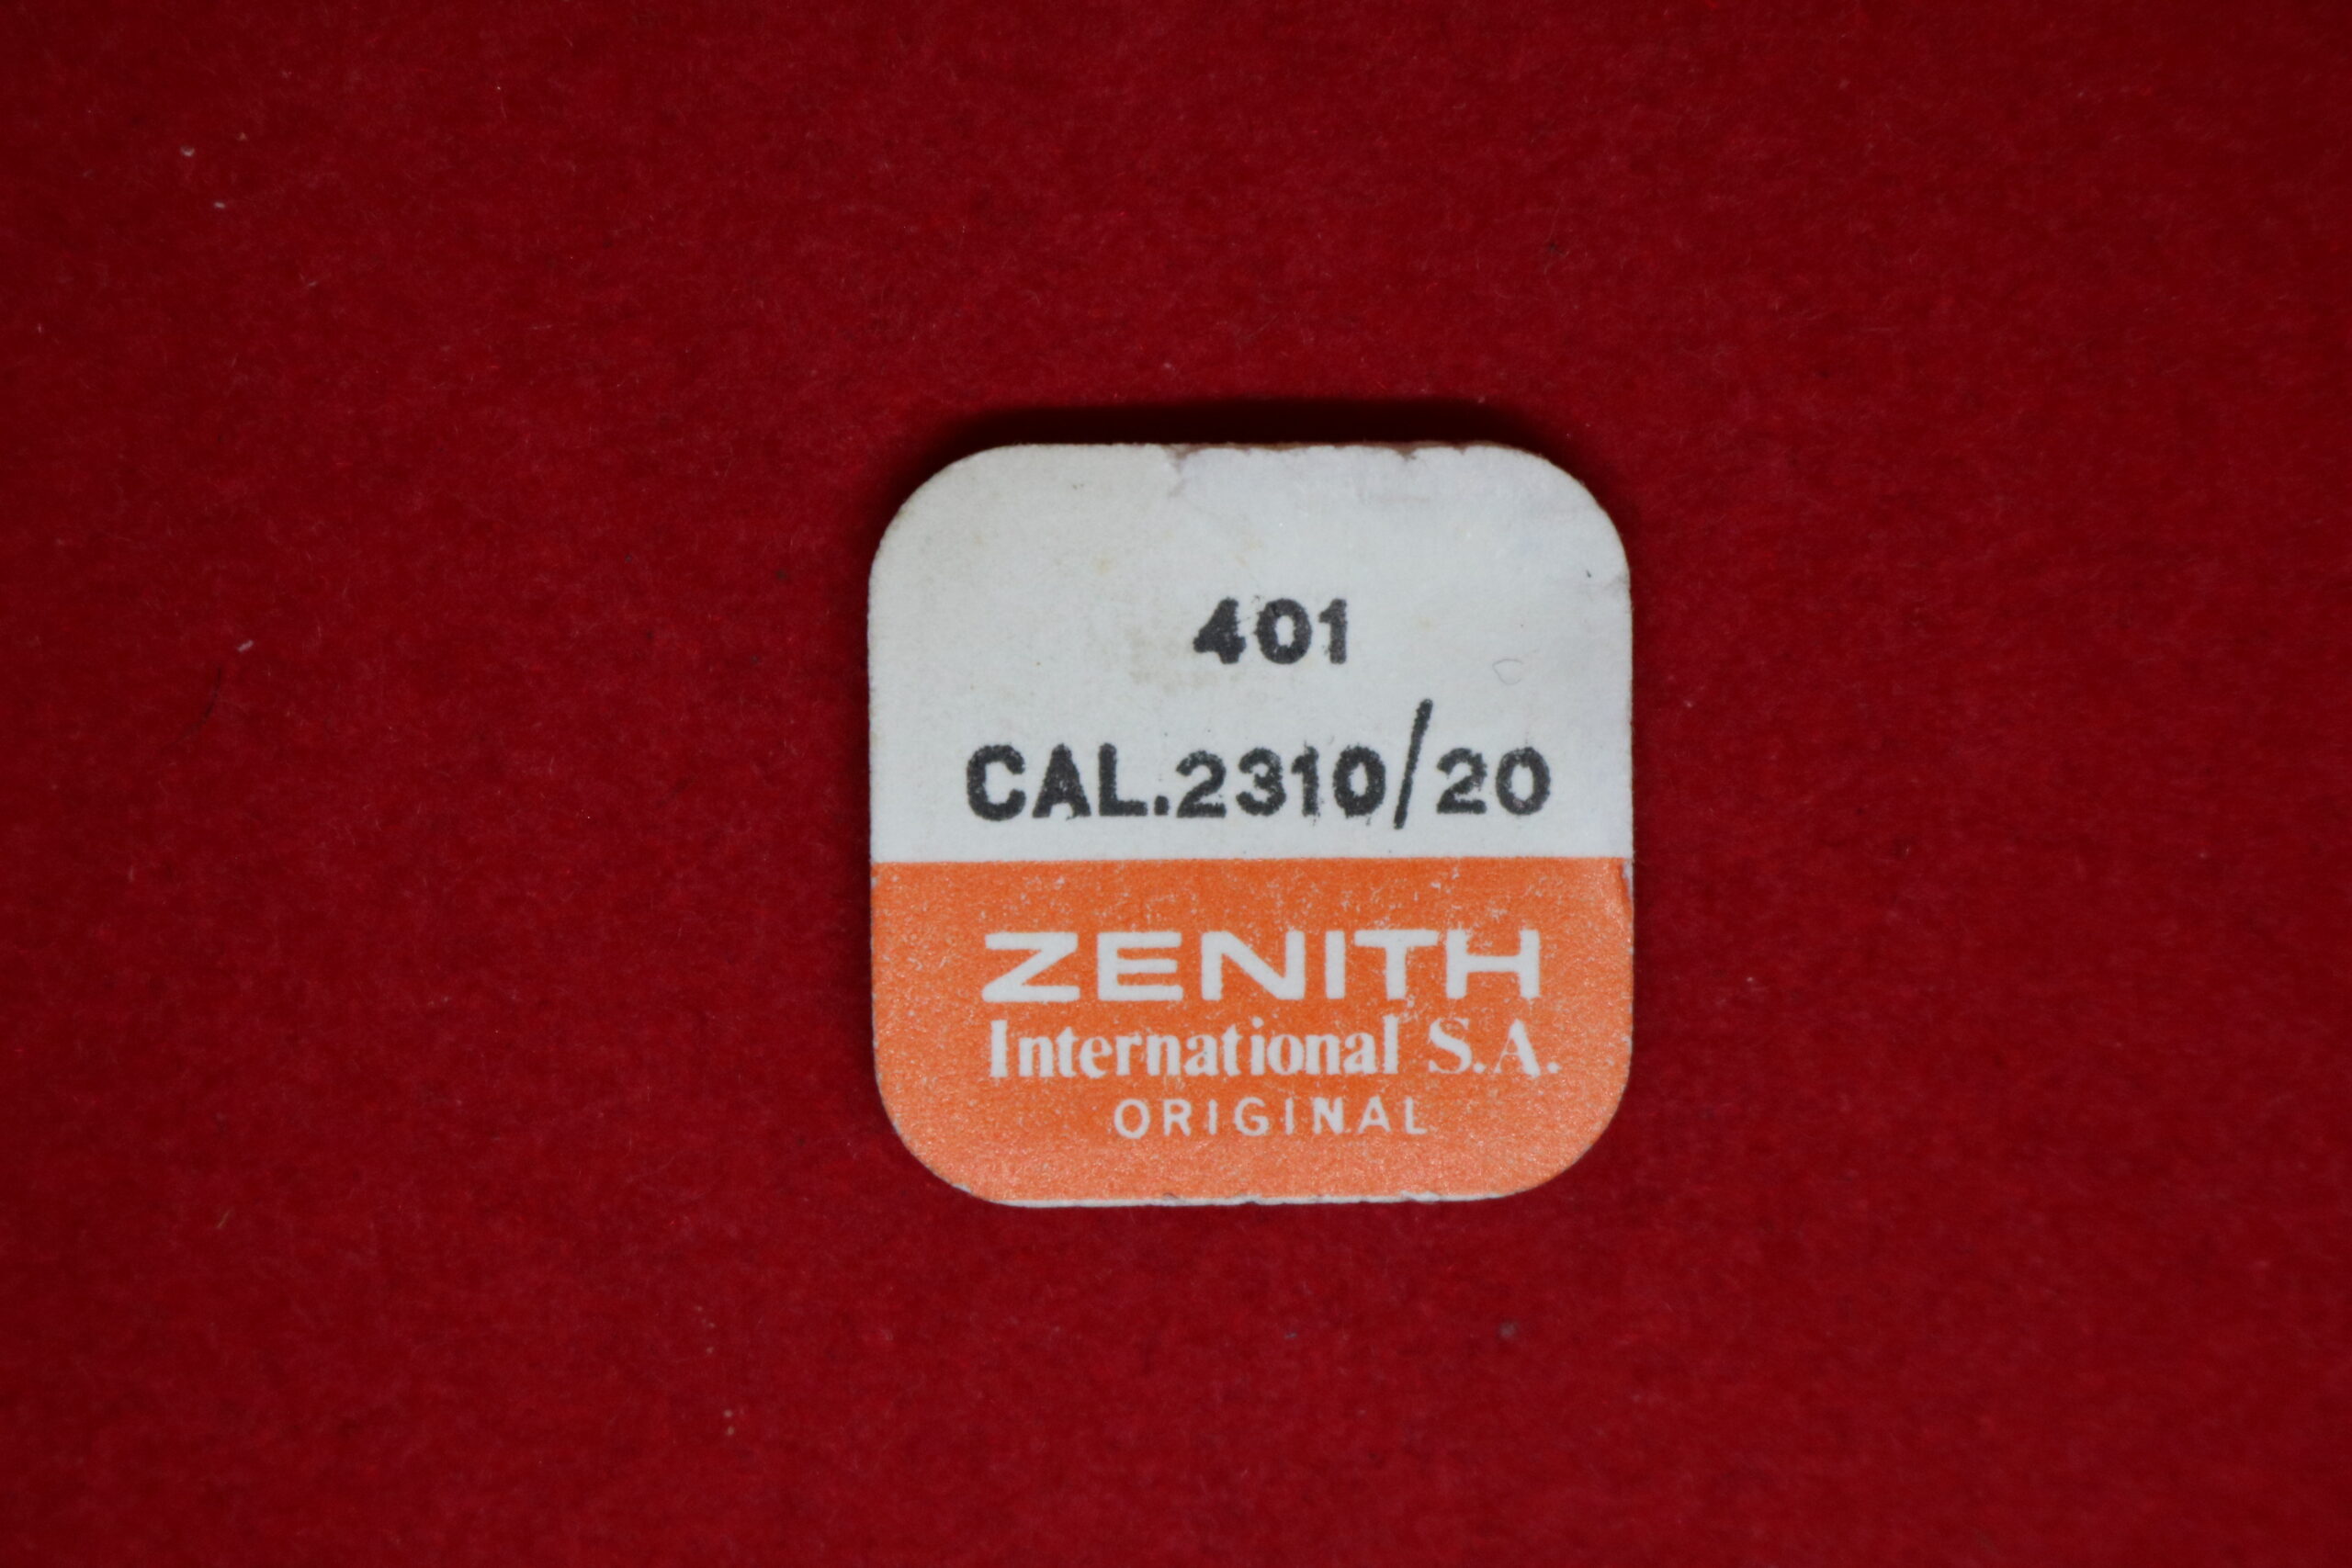 401
CAL.2310/20
ZENITH
International S.A.
ORIGINAL